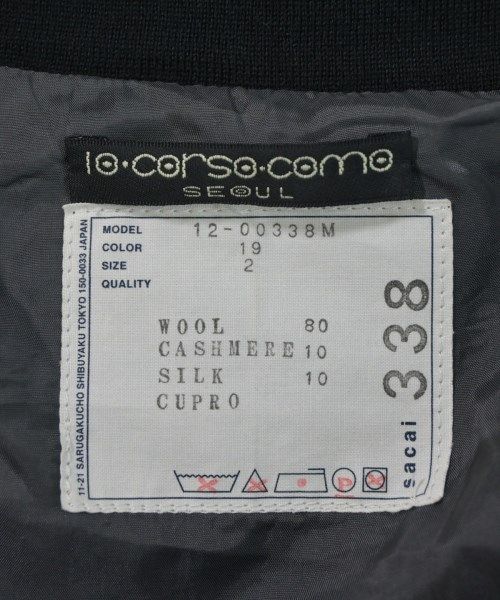 10·corso·como
SEOUL
MODEL 12-00338M
COLOR 19
SIZE 2
QUALITY
WOOL 80
CASHMERE 10
SILK 10
CUPRO
P
11-21 SARUGAKUCHO SHIBUYAKU TOKYO 150-0033 JAPAN
sacai 338